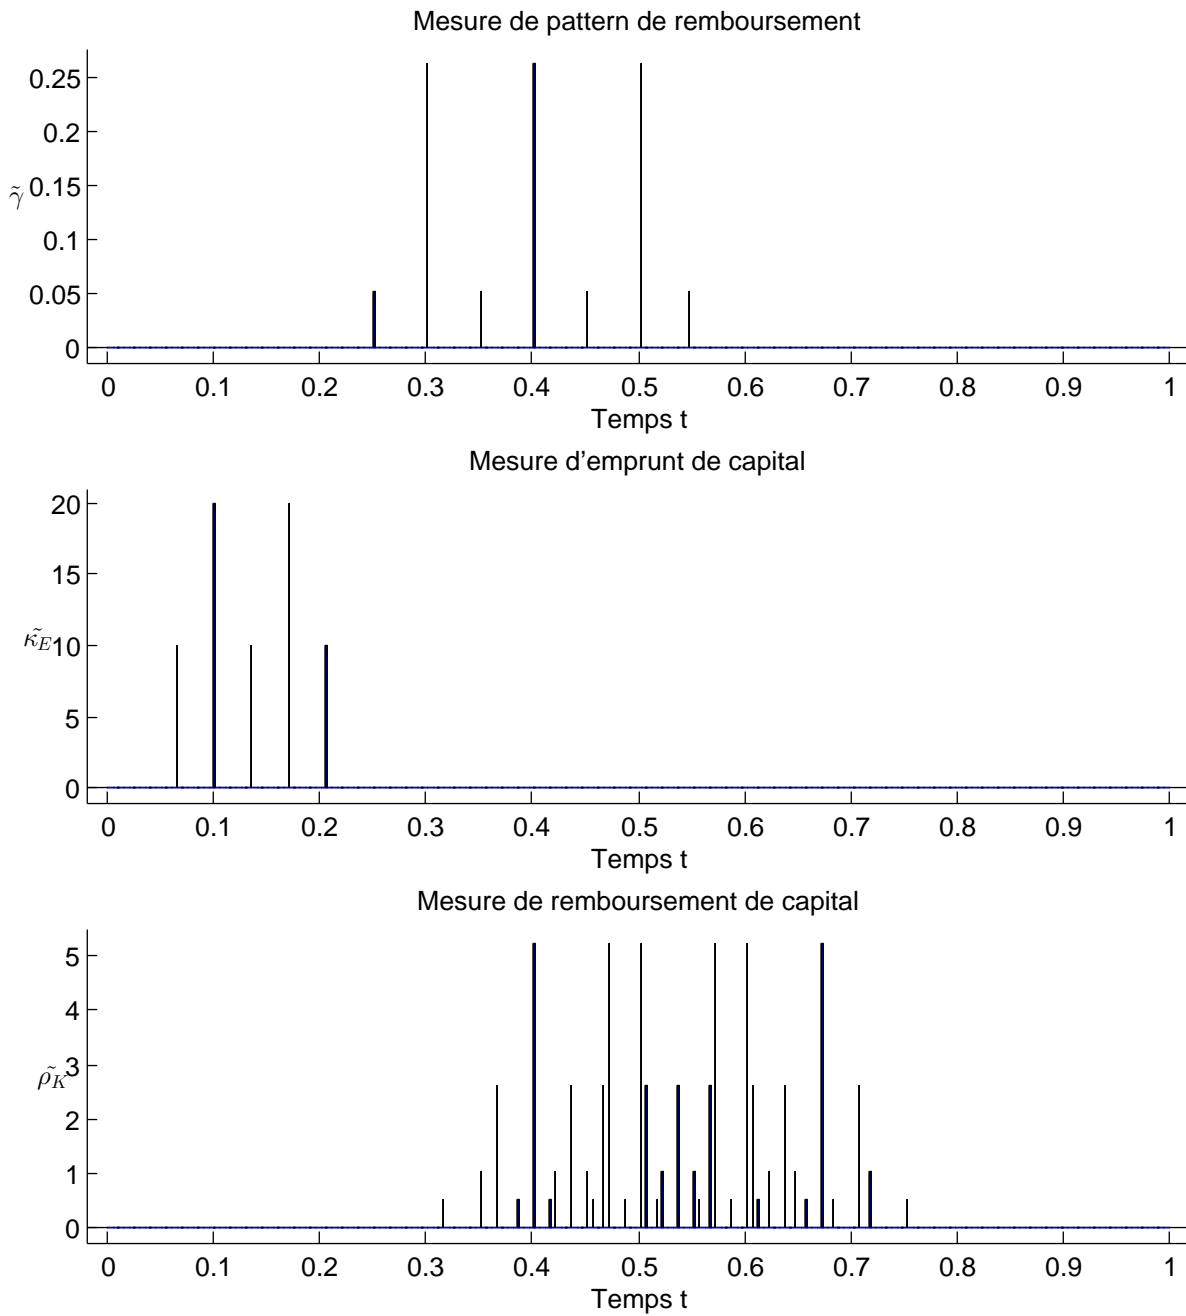 Mesure de pattern de remboursement
0.25
0.2
0.15
γ̃
0.1
0.05
0
0 0.1 0.2 0.3 0.4 0.5 0.6 0.7 0.8 0.9 1
Temps t
Mesure d'emprunt de capital
20
15
κ̃_E
10
5
0
0 0.1 0.2 0.3 0.4 0.5 0.6 0.7 0.8 0.9 1
Temps t
Mesure de remboursement de capital
5
4
3
ρ̃_K
2
1
0
0 0.1 0.2 0.3 0.4 0.5 0.6 0.7 0.8 0.9 1
Temps t